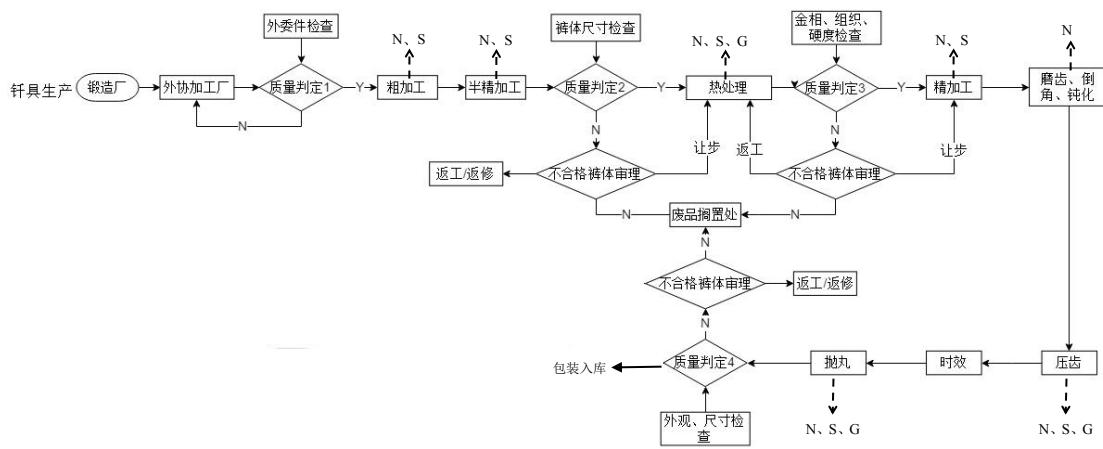 外委件检查
裤体尺寸检查
金相、组织、
硬度检查
N、S
N、S
N、S、G
N、S
N
钎具生产
锻造厂
外协加工厂
质量判定1
Y
粗加工
半精加工
质量判定2
Y
热处理
质量判定3
Y
精加工
磨齿、倒
角、钝化
N
N
N
让步
返工
让步
返工/返修
不合格裤体审理
不合格裤体审理
N
废品搁置处
N
N
不合格裤体审理
返工/返修
N
包装入库
质量判定4
抛丸
时效
压齿
外观、尺寸检
查
N、S、G
N、S、G